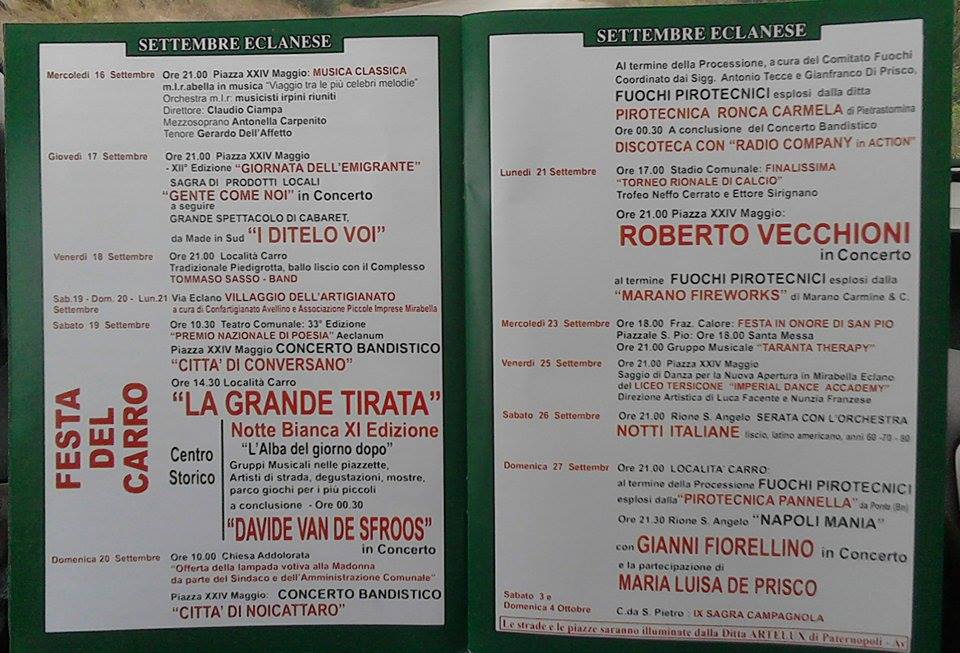 SETTEMBRE ECLANESE
Mercoledi 16 Settembre Ore 21.00 Piazza XXIV Maggio: MUSICA CLASSICA
m.I.r.abella in musica "Viaggio tra le più celebri melodie"
Orchestra m.I.r: musicisti irpini riuniti
Direttore: Claudio Ciampa
Mezzosoprano Antonella Carpenito
Tenore Gerardo Dell'Affetto
Giovedi 17 Settembre Ore 21.00 Piazza XXIV Maggio
- XII° Edizione "GIORNATA DELL'EMIGRANTE"
SAGRA DI PRODOTTI LOCALI
"GENTE COME NOI" in Concerto
a seguire
GRANDE SPETTACOLO DI CABARET,
da Made in Sud "I DITELO VOI"
Venerdi 18 Settembre Ore 21.00 Località Carro
Tradizionale Piedigrotta, ballo liscio con il Complesso
TOMMASO SASSO - BAND
Sab.19 - Dom. 20 - Lun.21 Via Eclano VILLAGGIO DELL'ARTIGIANATO
Settembre a cura di Confartigianato Avellino e Associazione Piccole Imprese Mirabella
Sabato 19 Settembre Ore 10.30 Teatro Comunale: 33° Edizione
"PREMIO NAZIONALE DI POESIA" Aeclanum
Piazza XXIV Maggio CONCERTO BANDISTICO
"CITTA' DI CONVERSANO"
Ore 14.30 Località Carro
"LA GRANDE TIRATA"
FESTA
DEL
CARRO
Centro
Storico
Notte Bianca XI Edizione
"L'Alba del giorno dopo"
Gruppi Musicali nelle piazzette,
Artisti di strada, degustazioni, mostre,
parco giochi per i più piccoli
a conclusione - Ore 00.30
"DAVIDE VAN DE SFROOS"
in Concerto
Domenica 20 Settembre Ore 10.00 Chiesa Addolorata
"Offerta della lampada votiva alla Madonna
da parte del Sindaco e dell'Amministrazione Comunale"
Piazza XXIV Maggio: CONCERTO BANDISTICO
"CITTA' DI NOICATTARO"
SETTEMBRE ECLANESE
Al termine della Processione, a cura del Comitato Fuochi
Coordinato dai Sigg. Antonio Tecce e Gianfranco Di Prisco,
FUOCHI PIROTECNICI esplosi dalla ditta
PIROTECNICA RONCA CARMELA di Pietrastornina
Ore 00.30 A conclusione del Concerto Bandistico
DISCOTECA CON "RADIO COMPANY in ACTION"
Lunedi 21 Settembre Ore 17.00 Stadio Comunale: FINALISSIMA
"TORNEO RIONALE DI CALCIO"
Trofeo Neffo Cerrato e Ettore Sirignano
Ore 21.00 Piazza XXIV Maggio:
ROBERTO VECCHIONI
in Concerto
al termine FUOCHI PIROTECNICI esplosi dalla
"MARANO FIREWORKS" di Marano Carmine & C.
Mercoledi 23 Settembre Ore 18.00 Fraz. Calore: FESTA IN ONORE DI SAN PIO
Piazzale S. Pio: Ore 18.00 Santa Messa
Ore 21.00 Gruppo Musicale "TARANTA THERAPY"
Venerdi 25 Settembre Ore 21.00 Piazza XXIV Maggio
Saggio di Danza per la Nuova Apertura in Mirabella Eclano
del LICEO TERSICONE "IMPERIAL DANCE ACCADEMY"
Direzione Artistica di Luca Facente e Nunzia Franzese
Sabato 26 Settembre Ore 21.00 Rione S. Angelo SERATA CON L'ORCHESTRA
NOTTI ITALIANE liscio, latino americano, anni 60 -70 - 80
Domenica 27 Settembr Ore 21.00 LOCALITA' CARRO:
al termine della Processione FUOCHI PIROTECNICI
esplosi dalla "PIROTECNICA PANNELLA" da Ponte (Bn)
Ore 21.30 Rione S. Angelo "NAPOLI MANIA"
con GIANNI FIORELLINO in Concerto
e la partecipazione di
MARIA LUISA DE PRISCO
Sabato 3 e
Domenica 4 Ottobre C.da S. Pietro : IX SAGRA CAMPAGNOLA
Le strade e le piazze saranno illuminate dalla Ditta ARTELUX di Paternopoli - Av